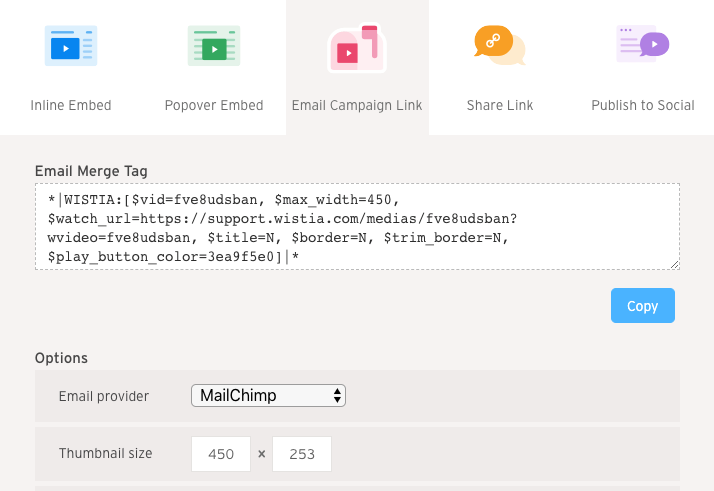 Inline Embed
Popover Embed
Email Campaign Link
Share Link
Publish to Social
Email Merge Tag
*|WISTIA:[$vid=fve8udsban, $max_width=450,
$watch_url=https://support.wistia.com/medias/fve8udsban?
wvideo=fve8udsban, $title=N, $border=N, $trim_border=N,
$play_button_color=3ea9f5e0]|*
Copy
Options
Email provider MailChimp
Thumbnail size 450 × 253